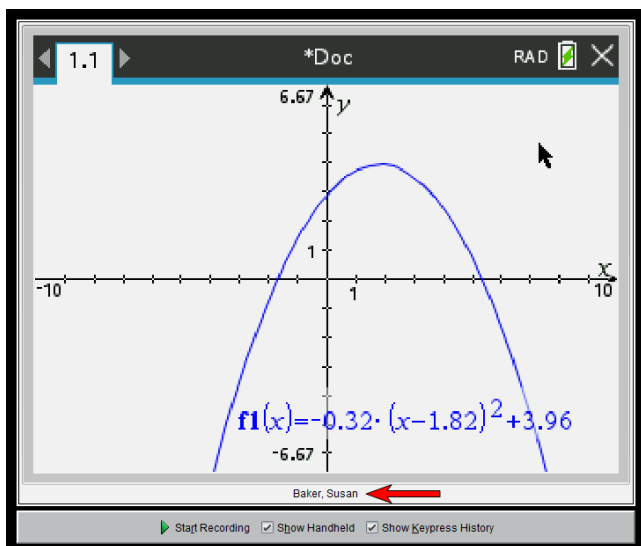 1.1 *Doc RAD
6.67 y
1
-10 1 x
10
f1(x)=-0.32·(x-1.82)²+3.96
-6.67
Baker, Susan
Start Recording Show Handheld Show Keypress History